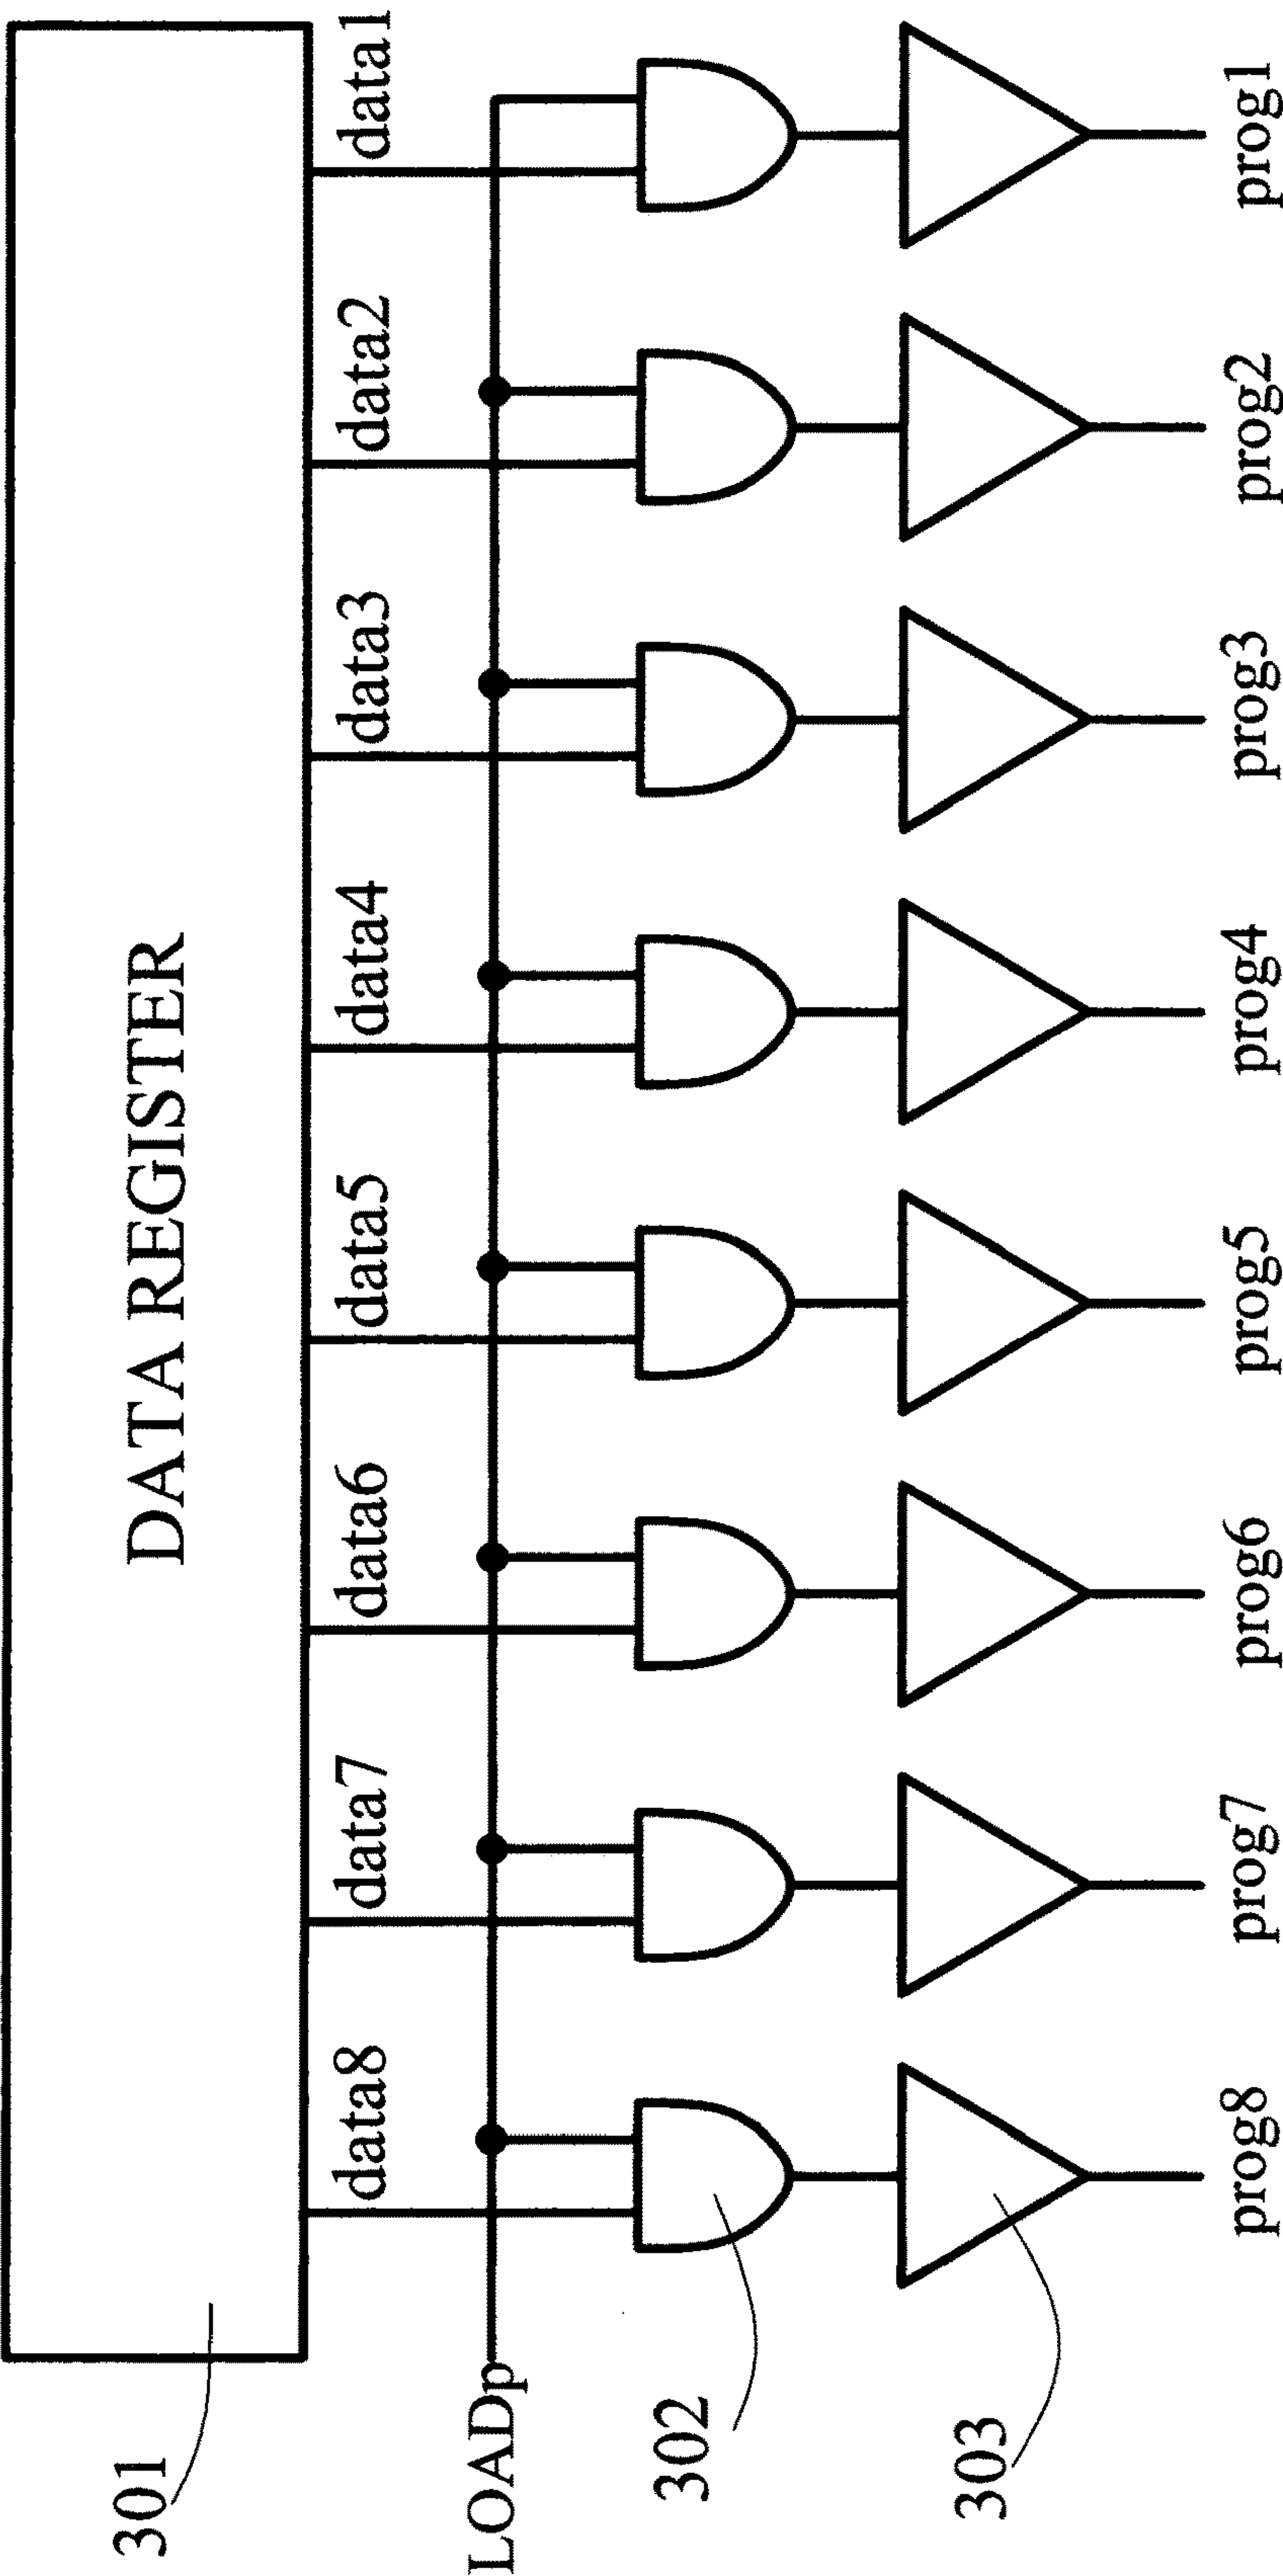 301
DATA REGISTER
data8 data7 data6 data5 data4 data3 data2 data1
LOADp
302
303
prog8 prog7 prog6 prog5 prog4 prog3 prog2 prog1